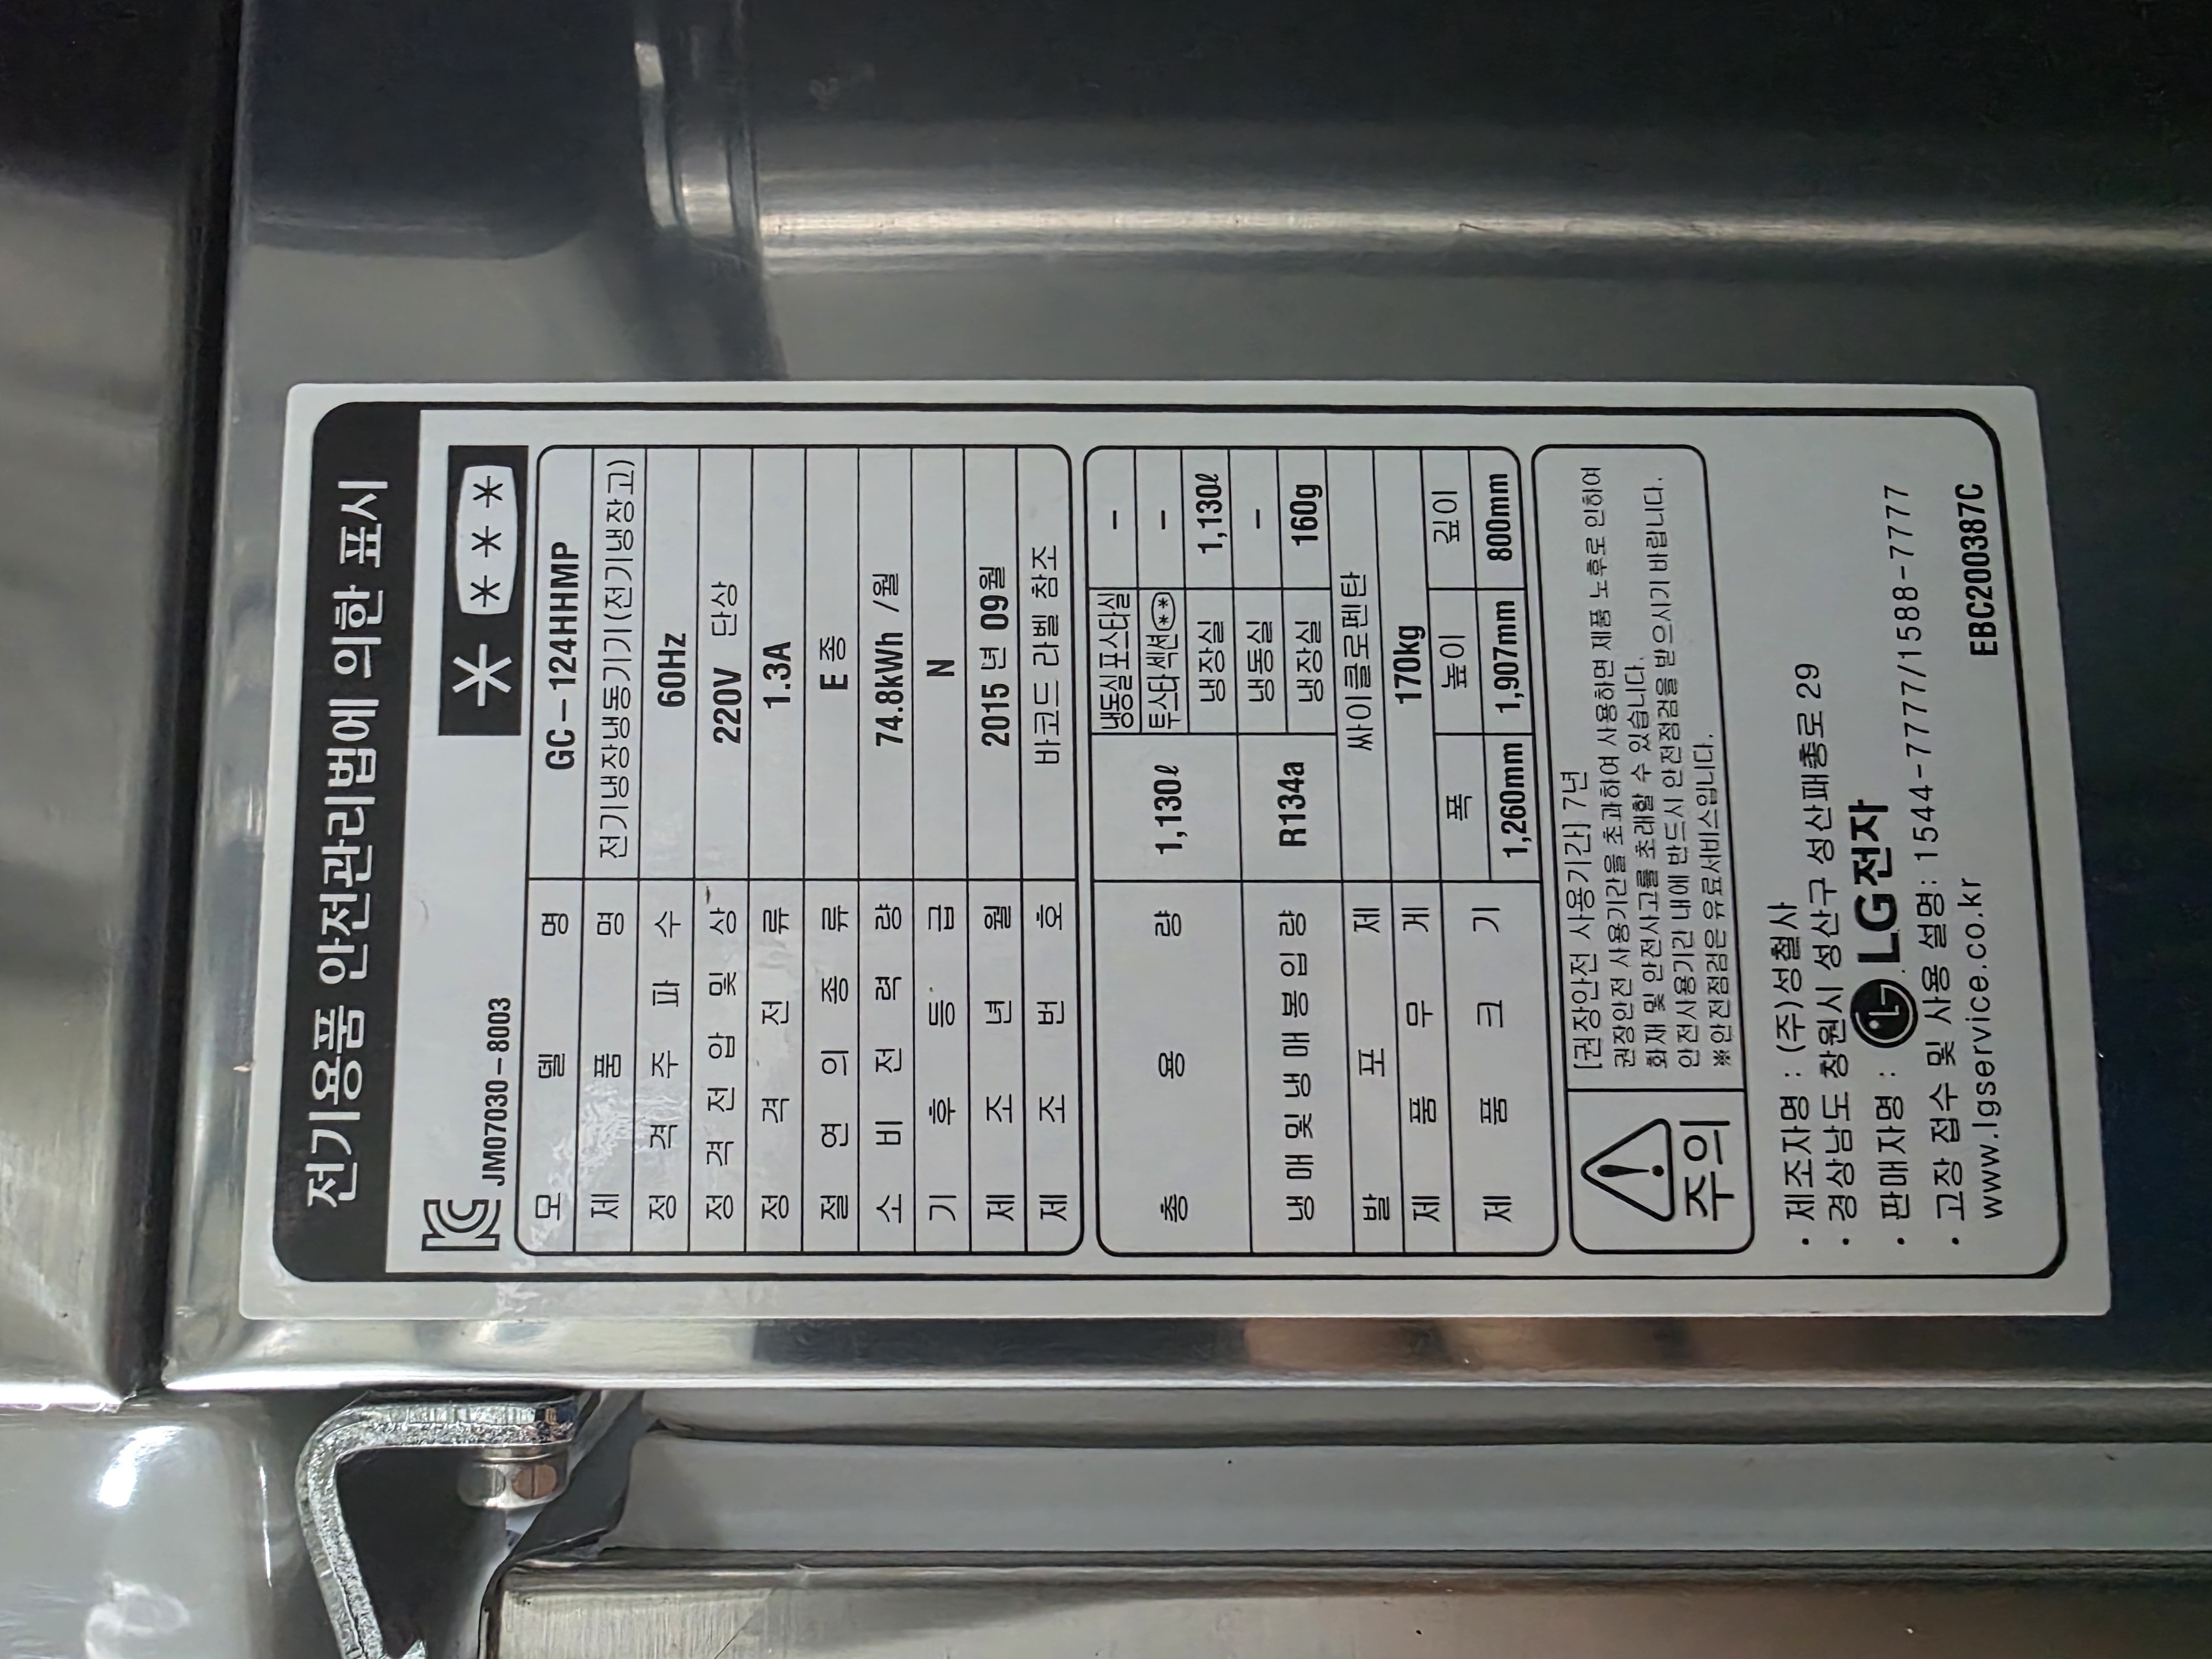 전기용품 안전관리법에 의한 표시
JM07030-8003
모델명 GC-124HHMP
제품명 전기냉장냉동기기(전기냉장고)
정격주파수 60Hz
정격전압및상 220V 단상
정격전류 1.3A
절연의종류 E 종
소비전력량 74.8kWh /월
기후등급 N
제조년월 2015 년 09월
제조번호 바코드 라벨 참조
총용량 1,130ℓ 냉동실 포스타실 -
투스타 섹션(**) -
냉장실 1,130ℓ
냉매및냉매봉입량 R134a 냉동실 -
냉장실 160g
발포제 싸이클로펜탄
제품무게 170kg
제품크기 폭 높이 깊이
1,260mm 1,907mm 800mm
주의
[권장안전 사용기간] 7년
권장안전 사용기간을 초과하여 사용하면 제품 노후로 인하여
화재 및 안전사고를 초래할 수 있습니다.
안전사용기간 내에 반드시 안전점검을 받으시기 바랍니다.
※안전점검은 유료서비스입니다.
· 제조자명 : (주)성철사
· 경상남도 창원시 성산구 성산패총로 29
· 판매자명 : LG LG전자
· 고장 접수 및 사용 설명 : 1544-7777/1588-7777
www.lgservice.co.kr
EBC200387C